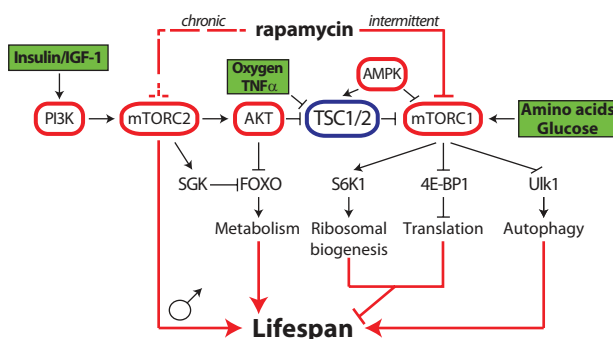 chronic rapamycin intermittent
Insulin/IGF-1
Oxygen
TNFα
AMPK
PI3K mTORC2 AKT TSC1/2 mTORC1
Amino acids
Glucose
SGK FOXO S6K1 4E-BP1 Ulk1
Metabolism Ribosomal biogenesis Translation Autophagy
Lifespan